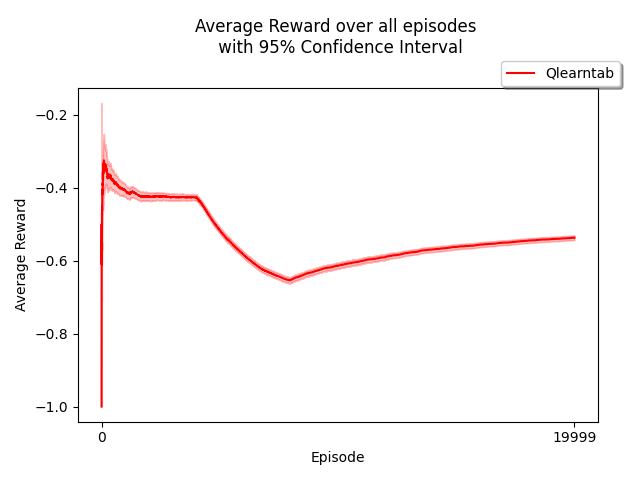 Average Reward over all episodes
with 95% Confidence Interval
Qlearntab
−0.2
−0.4
−0.6
−0.8
−1.0
Average Reward
0
19999
Episode